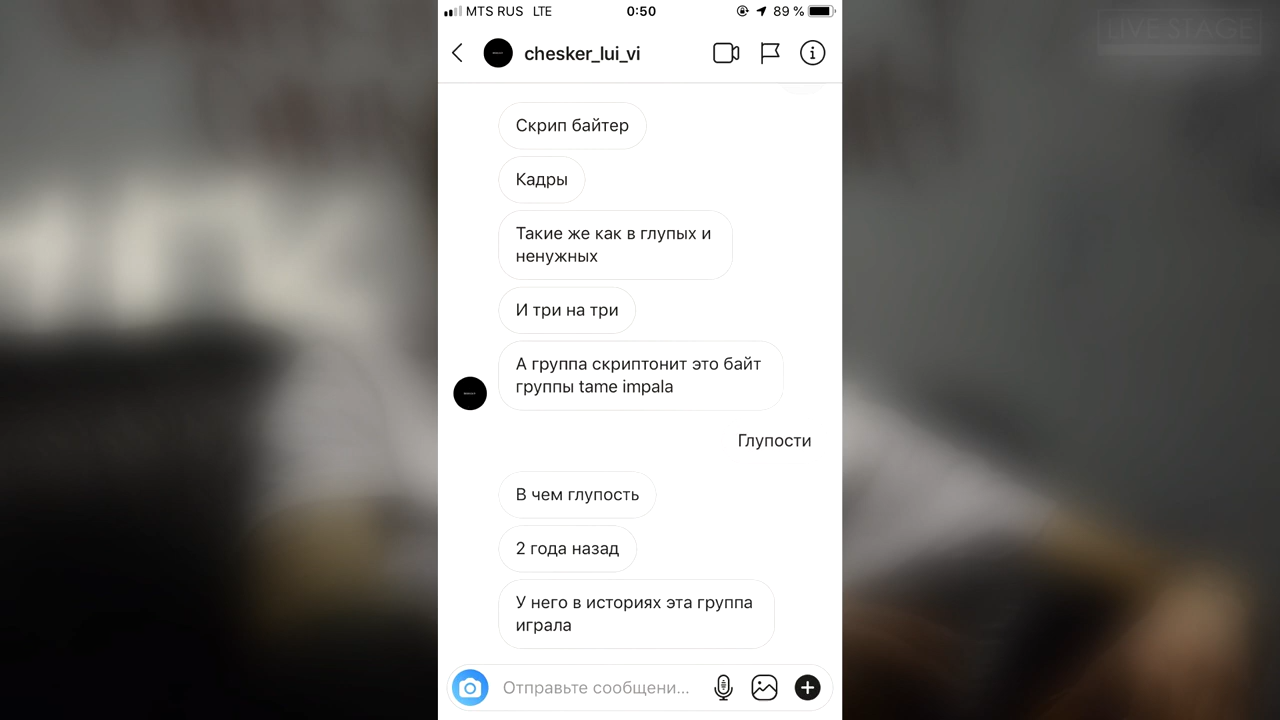 MTS RUS LTE 0:50 89 %
LIVE STAGE
chesker_lui_vi
Скрип байтер
Кадры
Такие же как в глупых и
ненужных
И три на три
А группа скриптонит это байт
группы tame impala
Глупости
В чем глупость
2 года назад
У него в историях эта группа
играла
Отправьте сообщени...